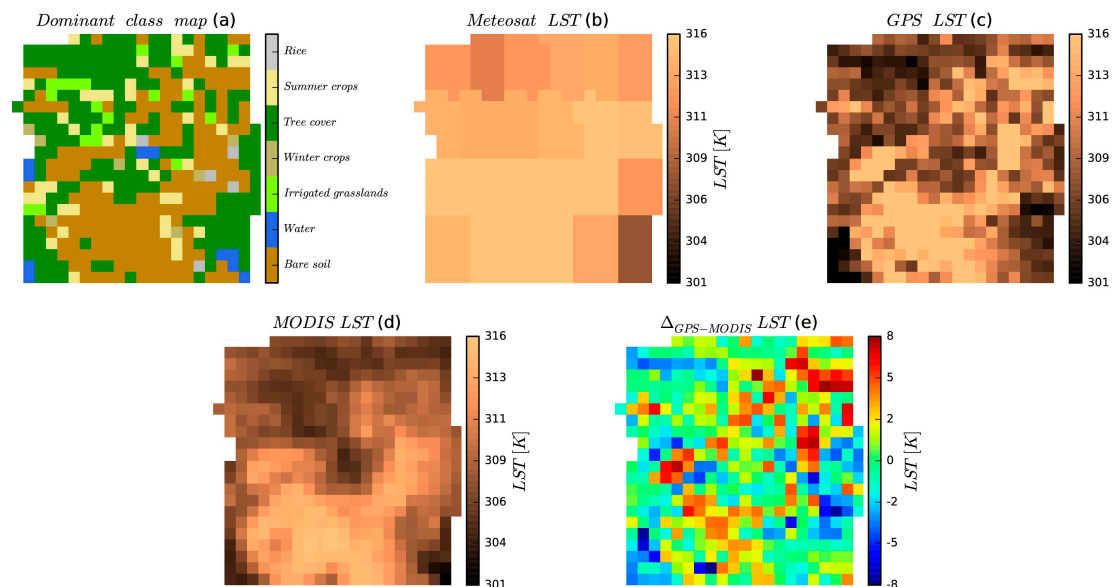 Dominant class map (a)
Rice
Summer crops
Tree cover
Winter crops
Irrigated grasslands
Water
Bare soil
Meteosat LST (b)
316
313
311
309
306
304
301
LST [K]
GPS LST (c)
316
313
311
309
306
304
301
LST [K]
MODIS LST (d)
316
313
311
309
306
304
301
LST [K]
Δ_{GPS−MODIS} LST (e)
8
5
2
0
-2
-5
-8
LST [K]